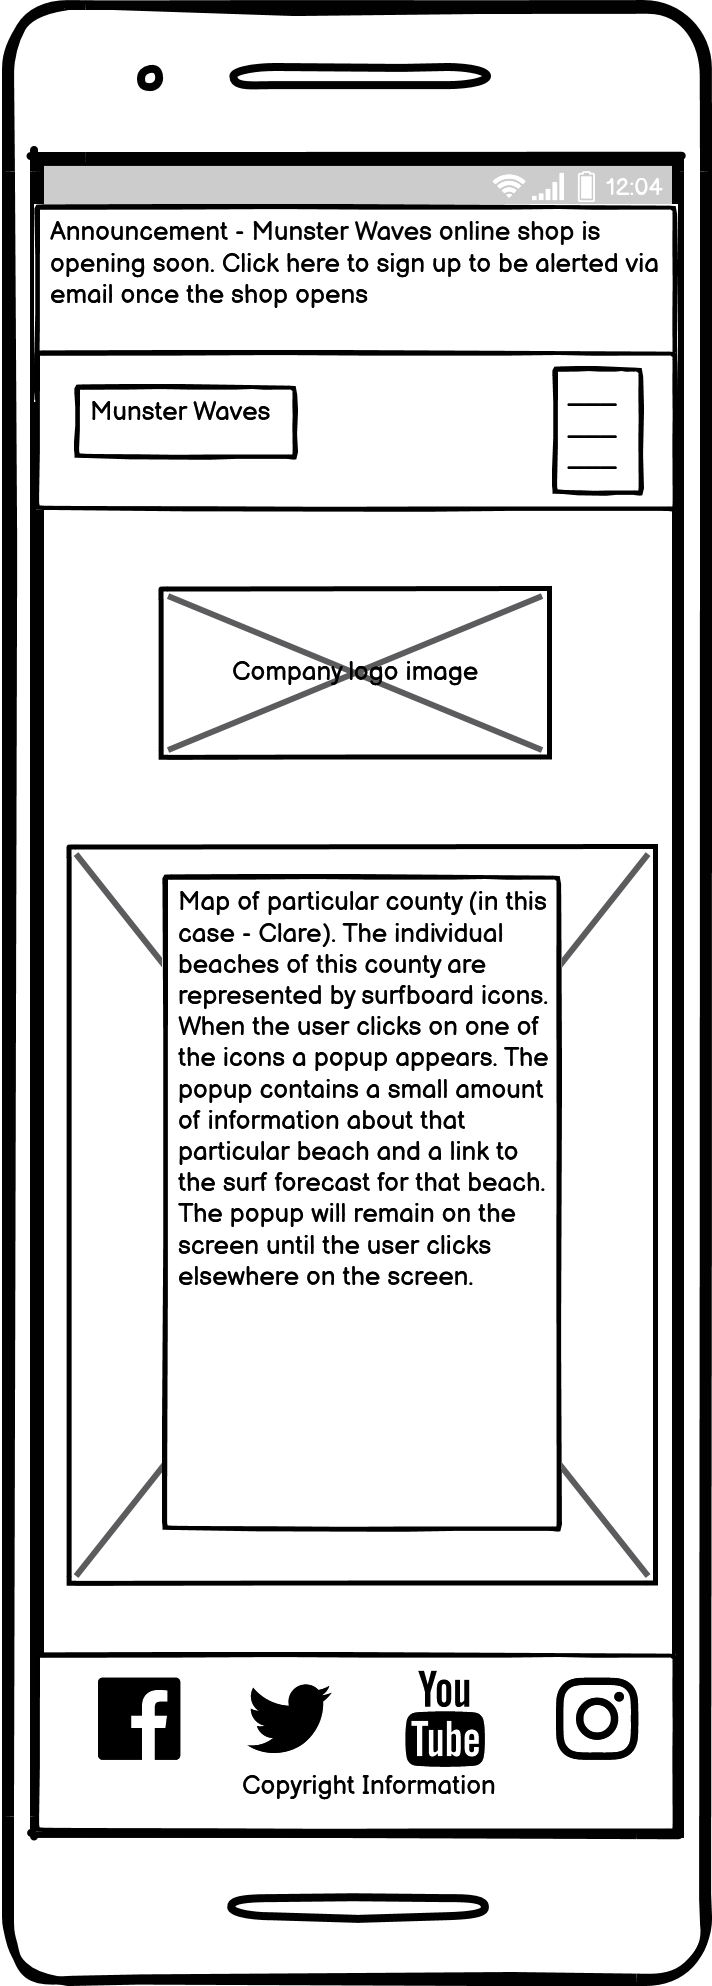 12:04
Announcement - Munster Waves online shop is
opening soon. Click here to sign up to be alerted via
email once the shop opens
Munster Waves
Company logo image
Map of particular county (in this
case - Clare). The individual
beaches of this county are
represented by surfboard icons.
When the user clicks on one of
the icons a popup appears. The
popup contains a small amount
of information about that
particular beach and a link to
the surf forecast for that beach.
The popup will remain on the
screen until the user clicks
elsewhere on the screen.
You
Tube
Copyright Information